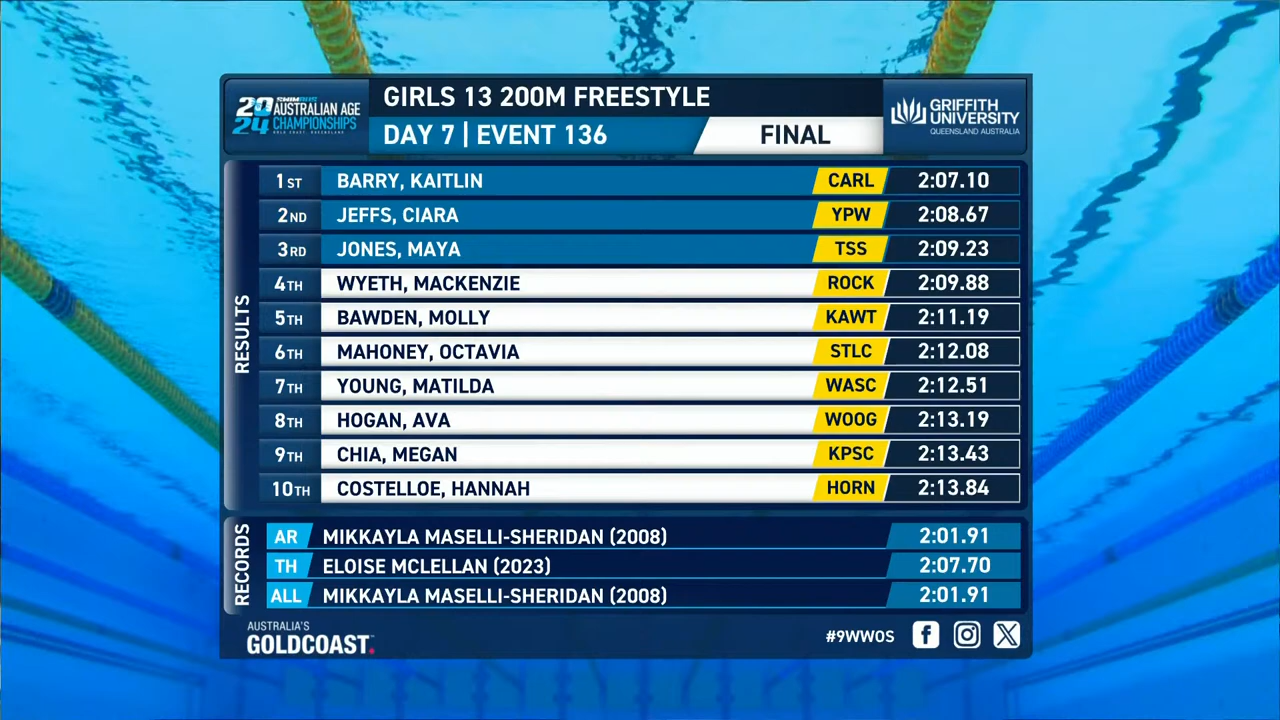 2024 SWIMAUS AUSTRALIAN AGE CHAMPIONSHIPS
GOLD COAST, QUEENSLAND
GIRLS 13 200M FREESTYLE
DAY 7 | EVENT 136 FINAL
GRIFFITH UNIVERSITY
QUEENSLAND AUSTRALIA
RESULTS
1ST BARRY, KAITLIN CARL 2:07.10
2ND JEFFS, CIARA YPW 2:08.67
3RD JONES, MAYA TSS 2:09.23
4TH WYETH, MACKENZIE ROCK 2:09.88
5TH BAWDEN, MOLLY KAWT 2:11.19
6TH MAHONEY, OCTAVIA STLC 2:12.08
7TH YOUNG, MATILDA WASC 2:12.51
8TH HOGAN, AVA WOOG 2:13.19
9TH CHIA, MEGAN KPSC 2:13.43
10TH COSTELLOE, HANNAH HORN 2:13.84
RECORDS
AR MIKKAYLA MASELLI-SHERIDAN (2008) 2:01.91
TH ELOISE MCLELLAN (2023) 2:07.70
ALL MIKKAYLA MASELLI-SHERIDAN (2008) 2:01.91
AUSTRALIA'S
GOLDCOAST.
#9WWOS